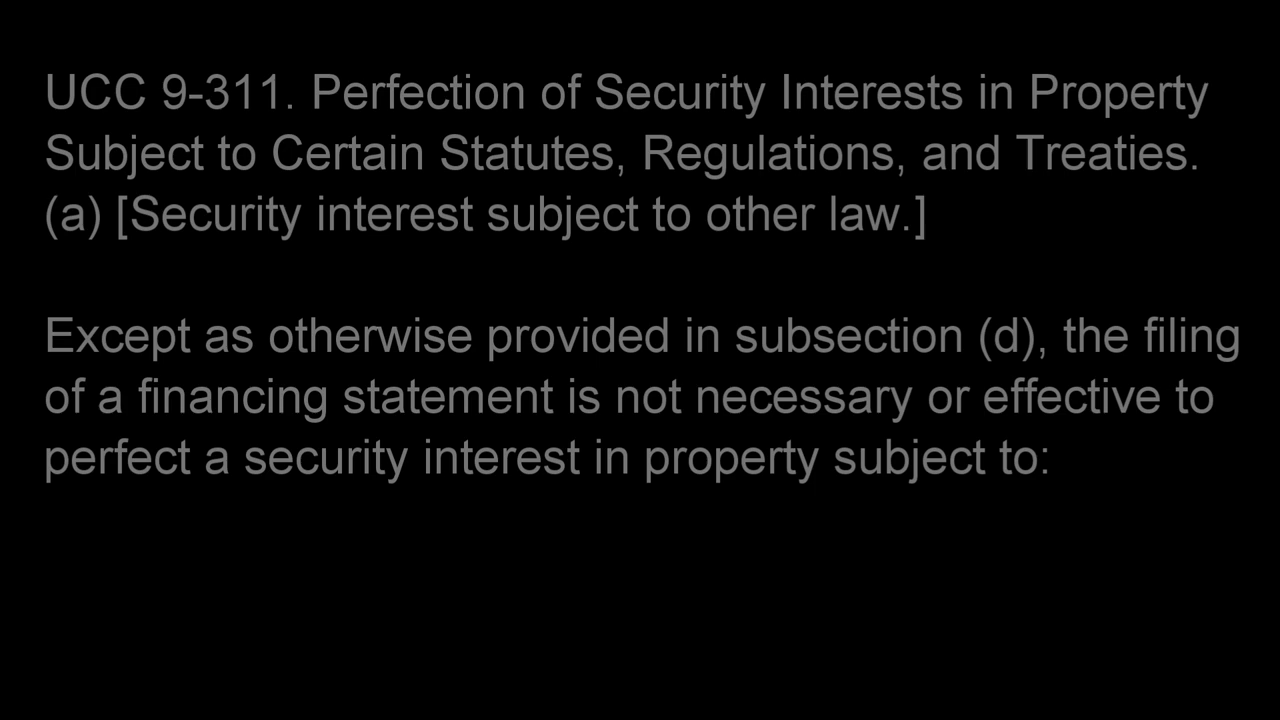 UCC 9-311. Perfection of Security Interests in Property
Subject to Certain Statutes, Regulations, and Treaties.
(a) [Security interest subject to other law.]
Except as otherwise provided in subsection (d), the filing
of a financing statement is not necessary or effective to
perfect a security interest in property subject to: